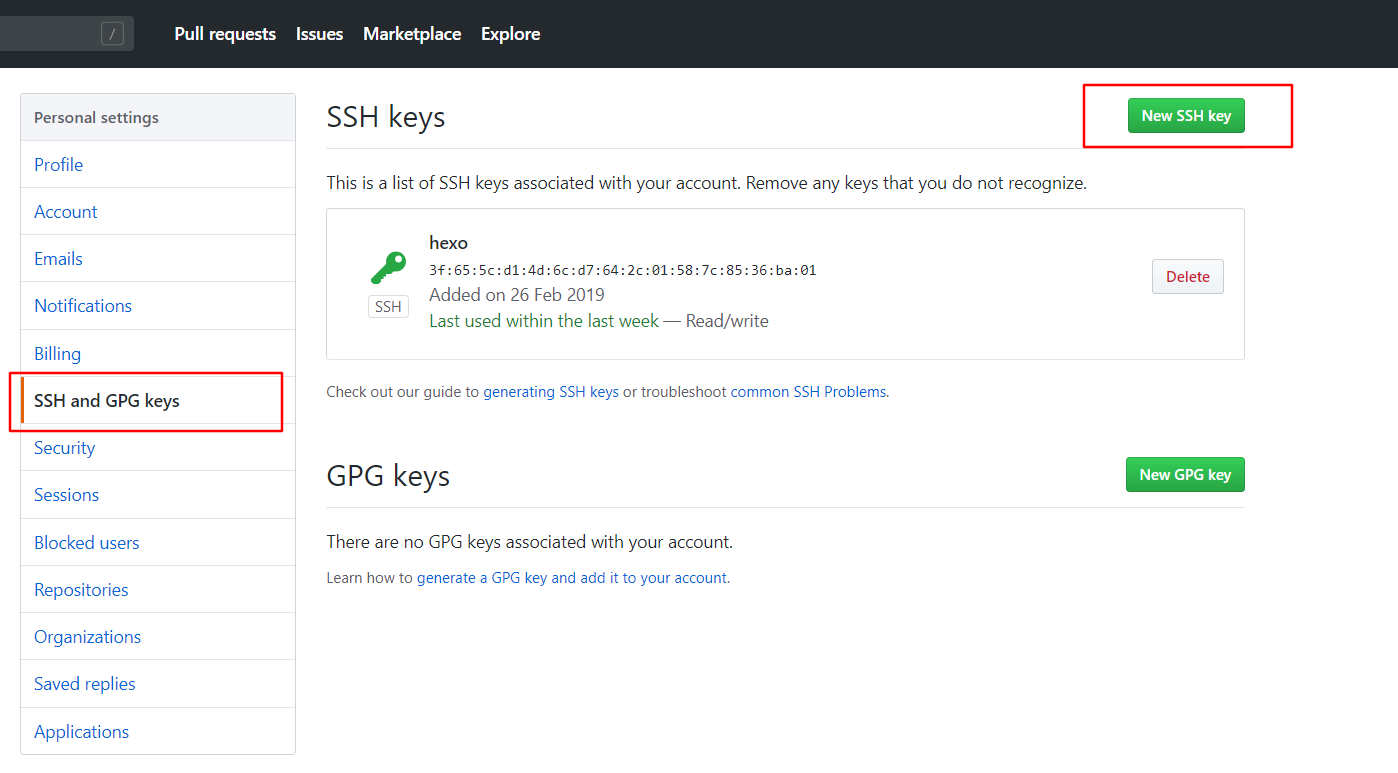 /
Pull requests Issues Marketplace Explore
Personal settings
Profile
Account
Emails
Notifications
Billing
SSH and GPG keys
Security
Sessions
Blocked users
Repositories
Organizations
Saved replies
Applications
SSH keys
New SSH key
This is a list of SSH keys associated with your account. Remove any keys that you do not recognize.
SSH
hexo
3f:65:5c:d1:4d:6c:d7:64:2c:01:58:7c:85:36:ba:01
Added on 26 Feb 2019
Last used within the last week — Read/write
Delete
Check out our guide to generating SSH keys or troubleshoot common SSH Problems.
GPG keys
New GPG key
There are no GPG keys associated with your account.
Learn how to generate a GPG key and add it to your account.